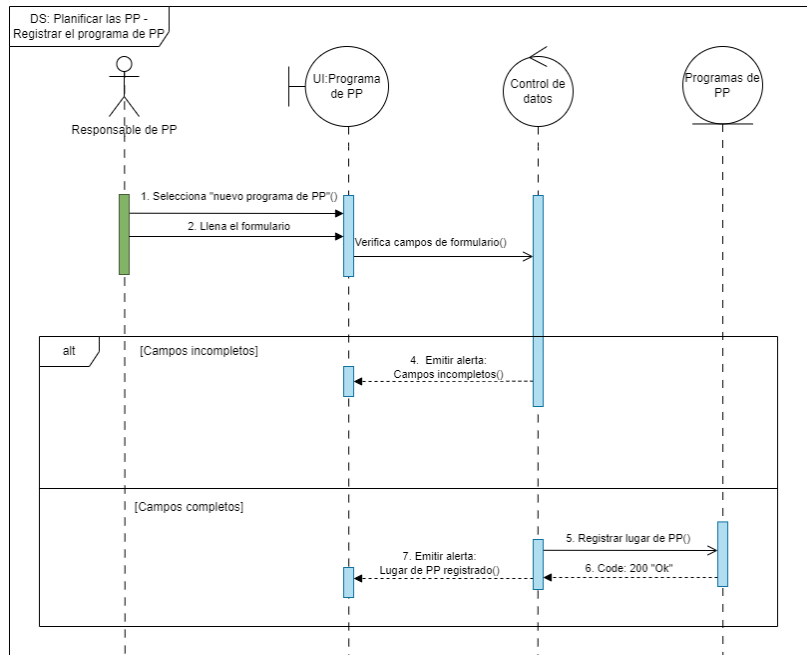 DS: Planificar las PP -
Registrar el programa de PP
Responsable de PP
UI:Programa
de PP
Control de
datos
Programas de
PP
1. Selecciona "nuevo programa de PP"()
2. Llena el formulario
Verifica campos de formulario()
alt
[Campos incompletos]
4. Emitir alerta:
Campos incompletos()
[Campos completos]
5. Registrar lugar de PP()
6. Code: 200 "Ok"
7. Emitir alerta:
Lugar de PP registrado()